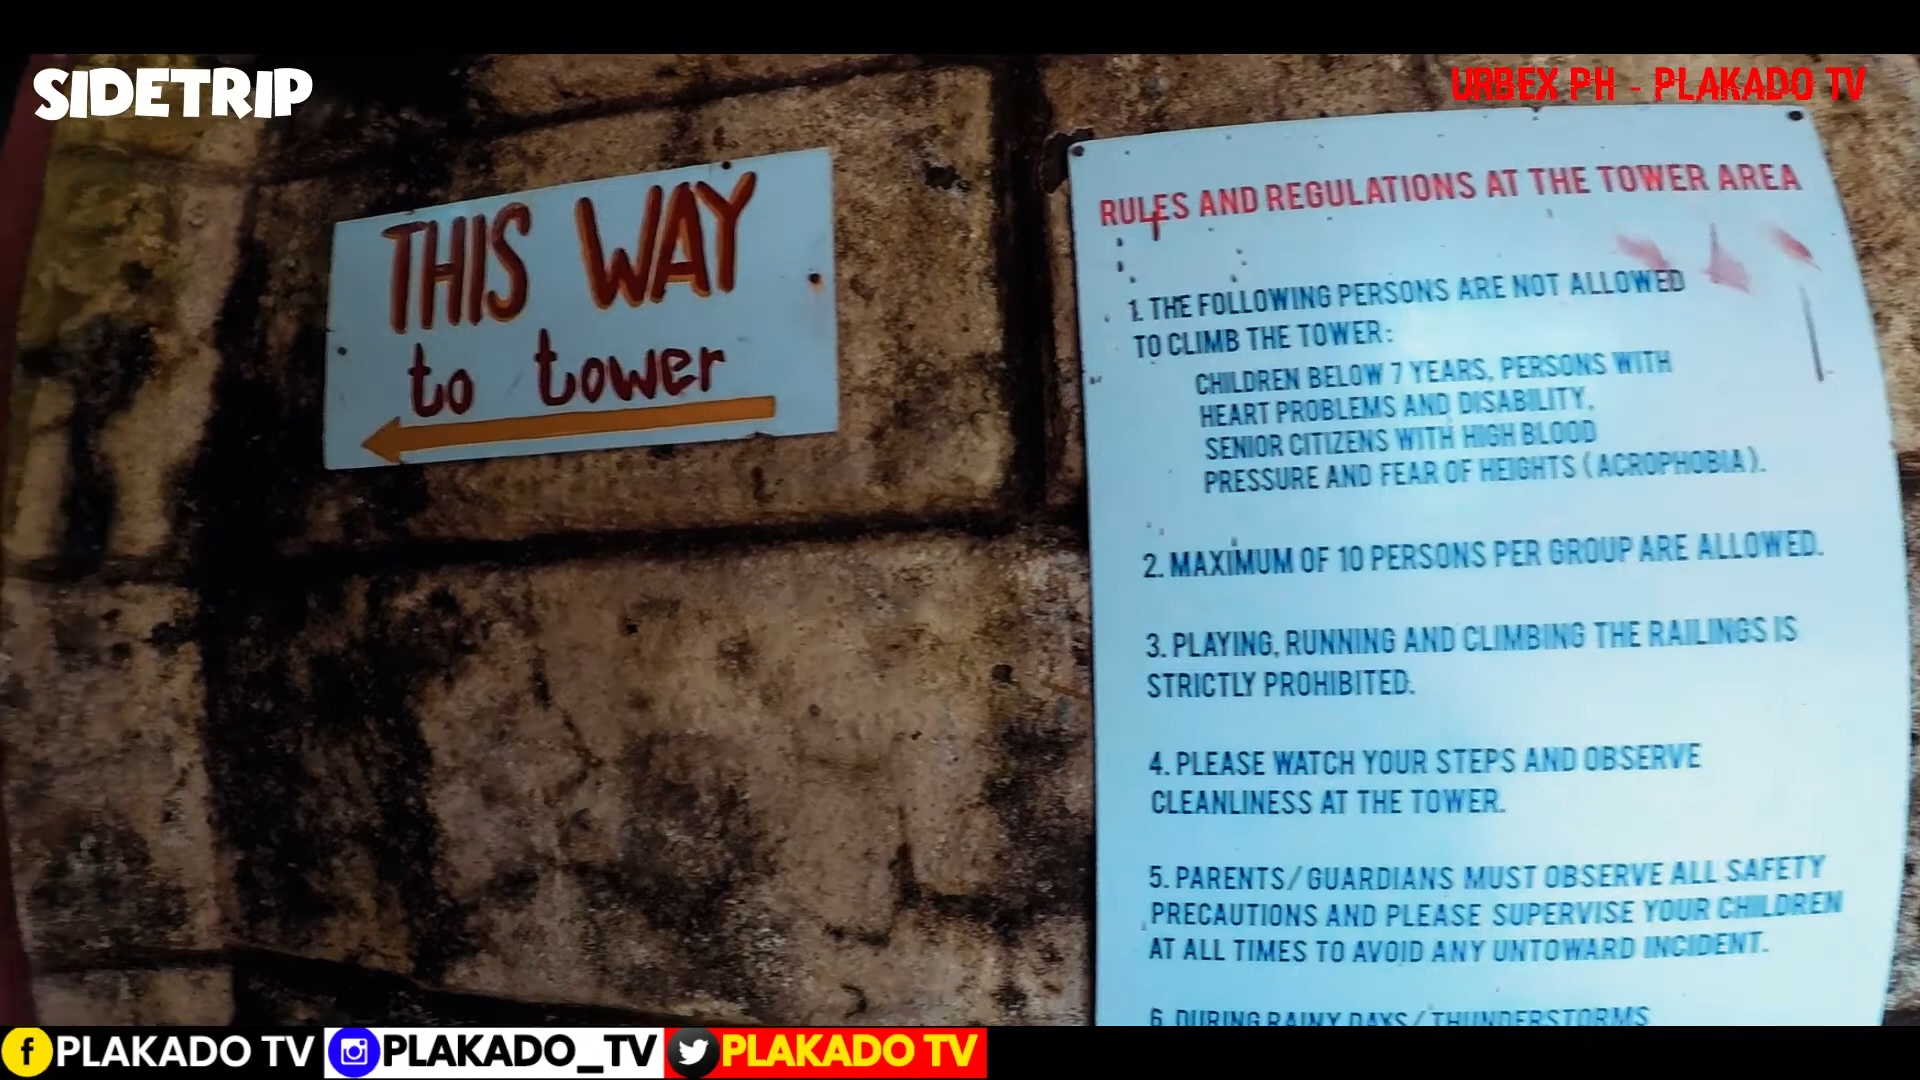 SIDETRIP
URBEX PH - PLAKADO TV
THIS WAY
to tower
RULES AND REGULATIONS AT THE TOWER AREA
1. THE FOLLOWING PERSONS ARE NOT ALLOWED
TO CLIMB THE TOWER:
CHILDREN BELOW 7 YEARS, PERSONS WITH
HEART PROBLEMS AND DISABILITY,
SENIOR CITIZENS WITH HIGH BLOOD
PRESSURE AND FEAR OF HEIGHTS (ACROPHOBIA).
2. MAXIMUM OF 10 PERSONS PER GROUP ARE ALLOWED.
3. PLAYING, RUNNING AND CLIMBING THE RAILINGS IS
STRICTLY PROHIBITED.
4. PLEASE WATCH YOUR STEPS AND OBSERVE
CLEANLINESS AT THE TOWER.
5. PARENTS/GUARDIANS MUST OBSERVE ALL SAFETY
PRECAUTIONS AND PLEASE SUPERVISE YOUR CHILDREN
AT ALL TIMES TO AVOID ANY UNTOWARD INCIDENT.
6. DURING RAINY DAYS/THUNDERSTORMS
PLAKADO TV PLAKADO_TV PLAKADO TV